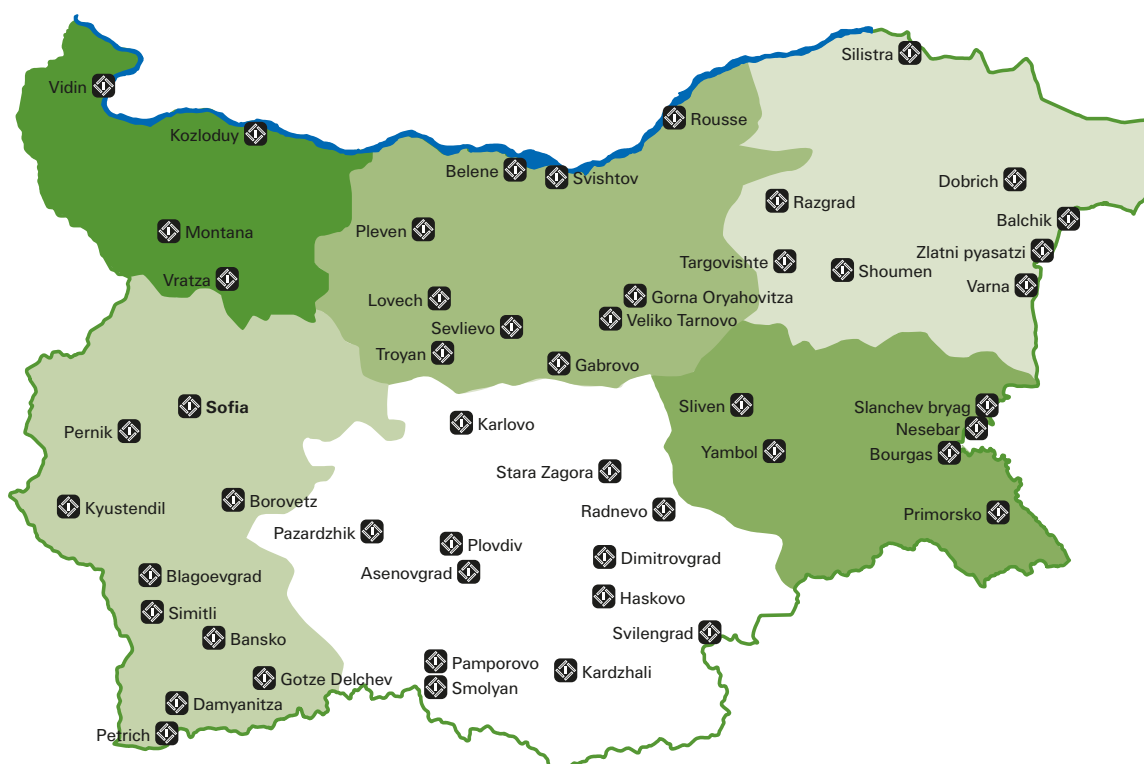 Silistra
Vidin
Rousse
Kozloduy
Belene
Svishtov
Dobrich
Razgrad
Balchik
Pleven
Montana
Zlatni pyasatzi
Targovishte
Shoumen
Vratza
Varna
Lovech
Gorna Oryahovitza
Veliko Tarnovo
Sevlievo
Troyan
Gabrovo
Sofia
Sliven
Slanchev bryag
Karlovo
Nesebar
Pernik
Yambol
Bourgas
Stara Zagora
Borovetz
Kyustendil
Radnevo
Primorsko
Pazardzhik
Plovdiv
Dimitrovgrad
Asenovgrad
Blagoevgrad
Haskovo
Simitli
Svilengrad
Bansko
Pamporovo
Kardzhali
Gotze Delchev
Smolyan
Damyanitza
Petrich